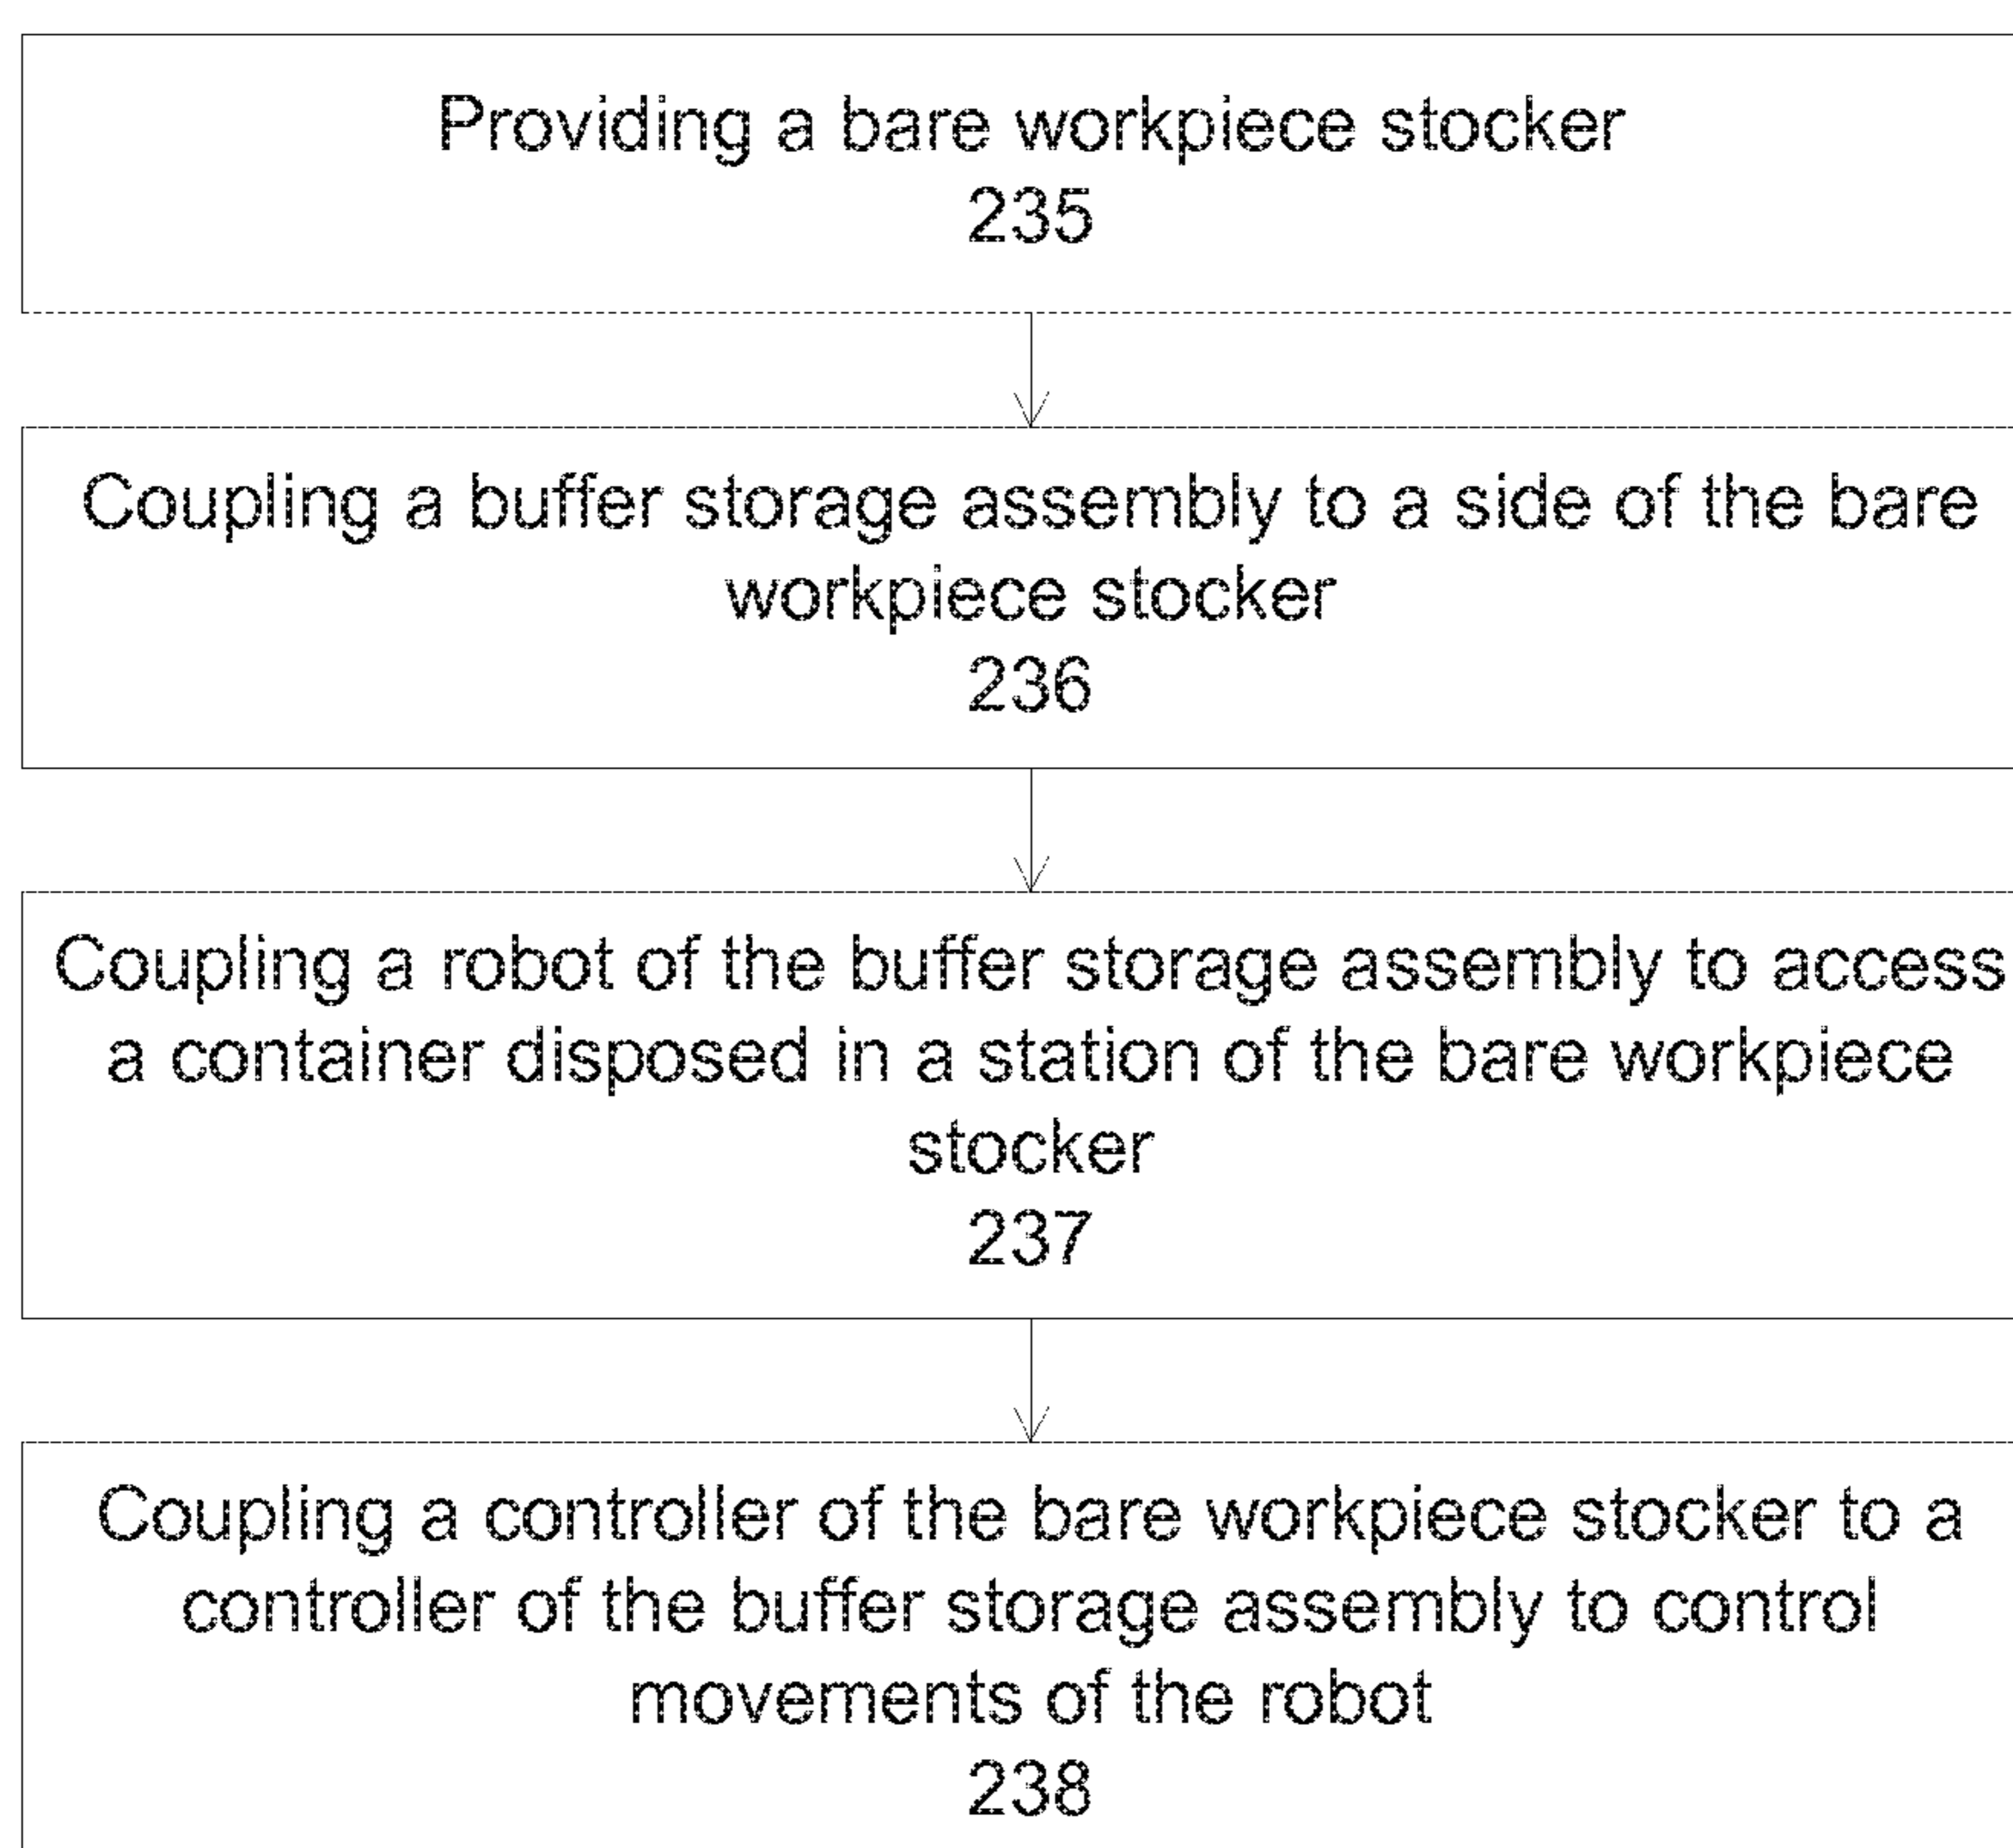 Providing a bare workpiece stocker
235
Coupling a buffer storage assembly to a side of the bare
workpiece stocker
236
Coupling a robot of the buffer storage assembly to access
a container disposed in a station of the bare workpiece
stocker
237
Coupling a controller of the bare workpiece stocker to a
controller of the buffer storage assembly to control
movements of the robot
238